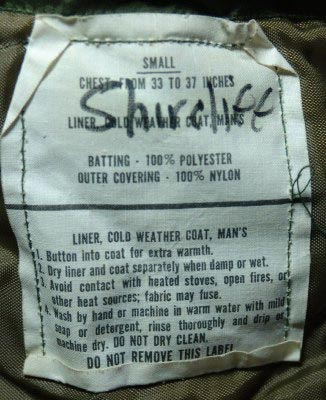 SMALL
CHEST-FROM 33 TO 37 INCHES
Shircliff
LINER, COLD WEATHER COAT, MAN'S
BATTING - 100% POLYESTER
OUTER COVERING - 100% NYLON
LINER, COLD WEATHER COAT, MAN'S
1. Button into coat for extra warmth.
2. Dry liner and coat separately when damp or wet.
3. Avoid contact with heated stoves, open fires, or
other heat sources; fabric may fuse.
4. Wash by hand or machine in warm water with mild
soap or detergent, rinse thoroughly and drip or
machine dry. DO NOT DRY CLEAN.
DO NOT REMOVE THIS LABEL